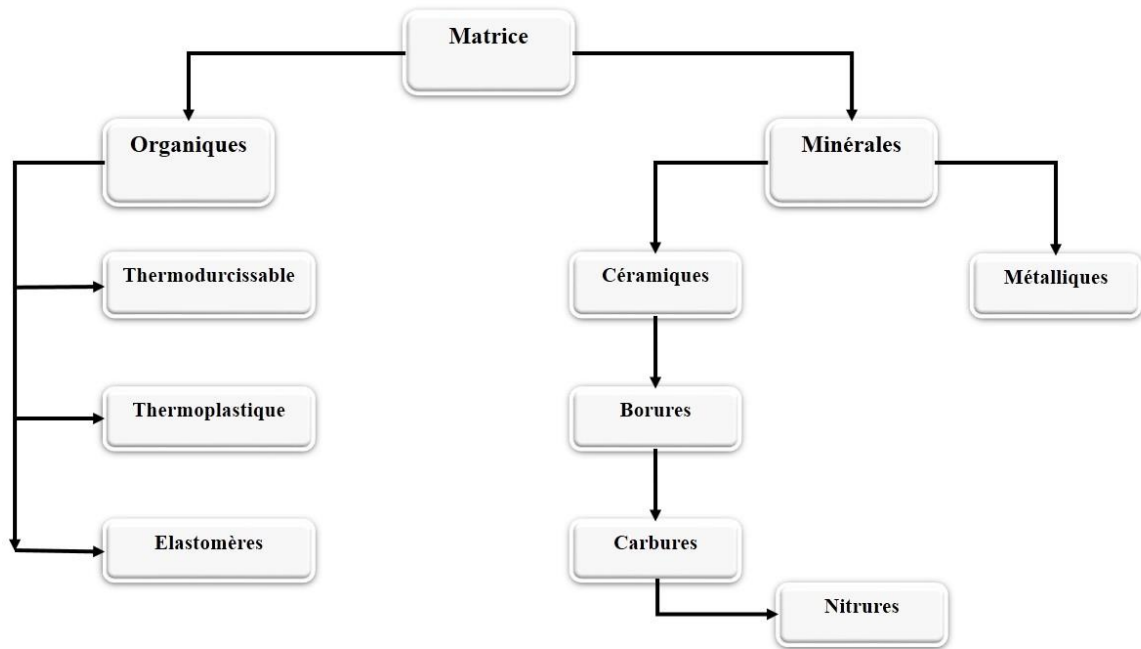 Matrice
Organiques
Minérales
Thermodurcissable
Céramiques
Métalliques
Thermoplastique
Borures
Elastomères
Carbures
Nitrures